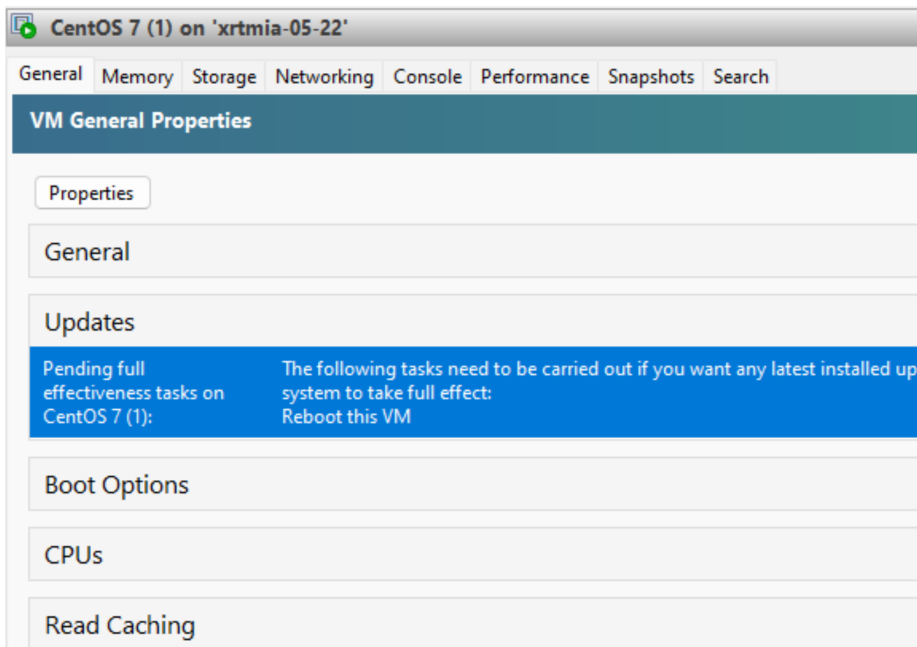 CentOS 7 (1) on 'xrtmia-05-22'
General Memory Storage Networking Console Performance Snapshots Search
VM General Properties
Properties
General
Updates
Pending full
effectiveness tasks on
CentOS 7 (1):
The following tasks need to be carried out if you want any latest installed up
system to take full effect:
Reboot this VM
Boot Options
CPUs
Read Caching